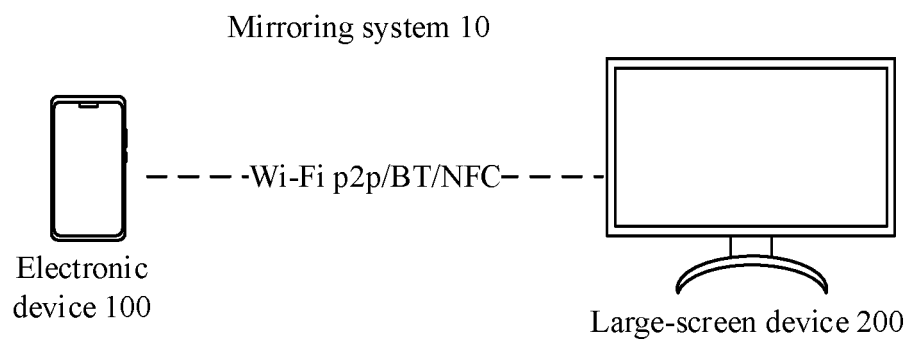 Mirroring system 10
Wi-Fi p2p/BT/NFC
Electronic
device 100
Large-screen device 200